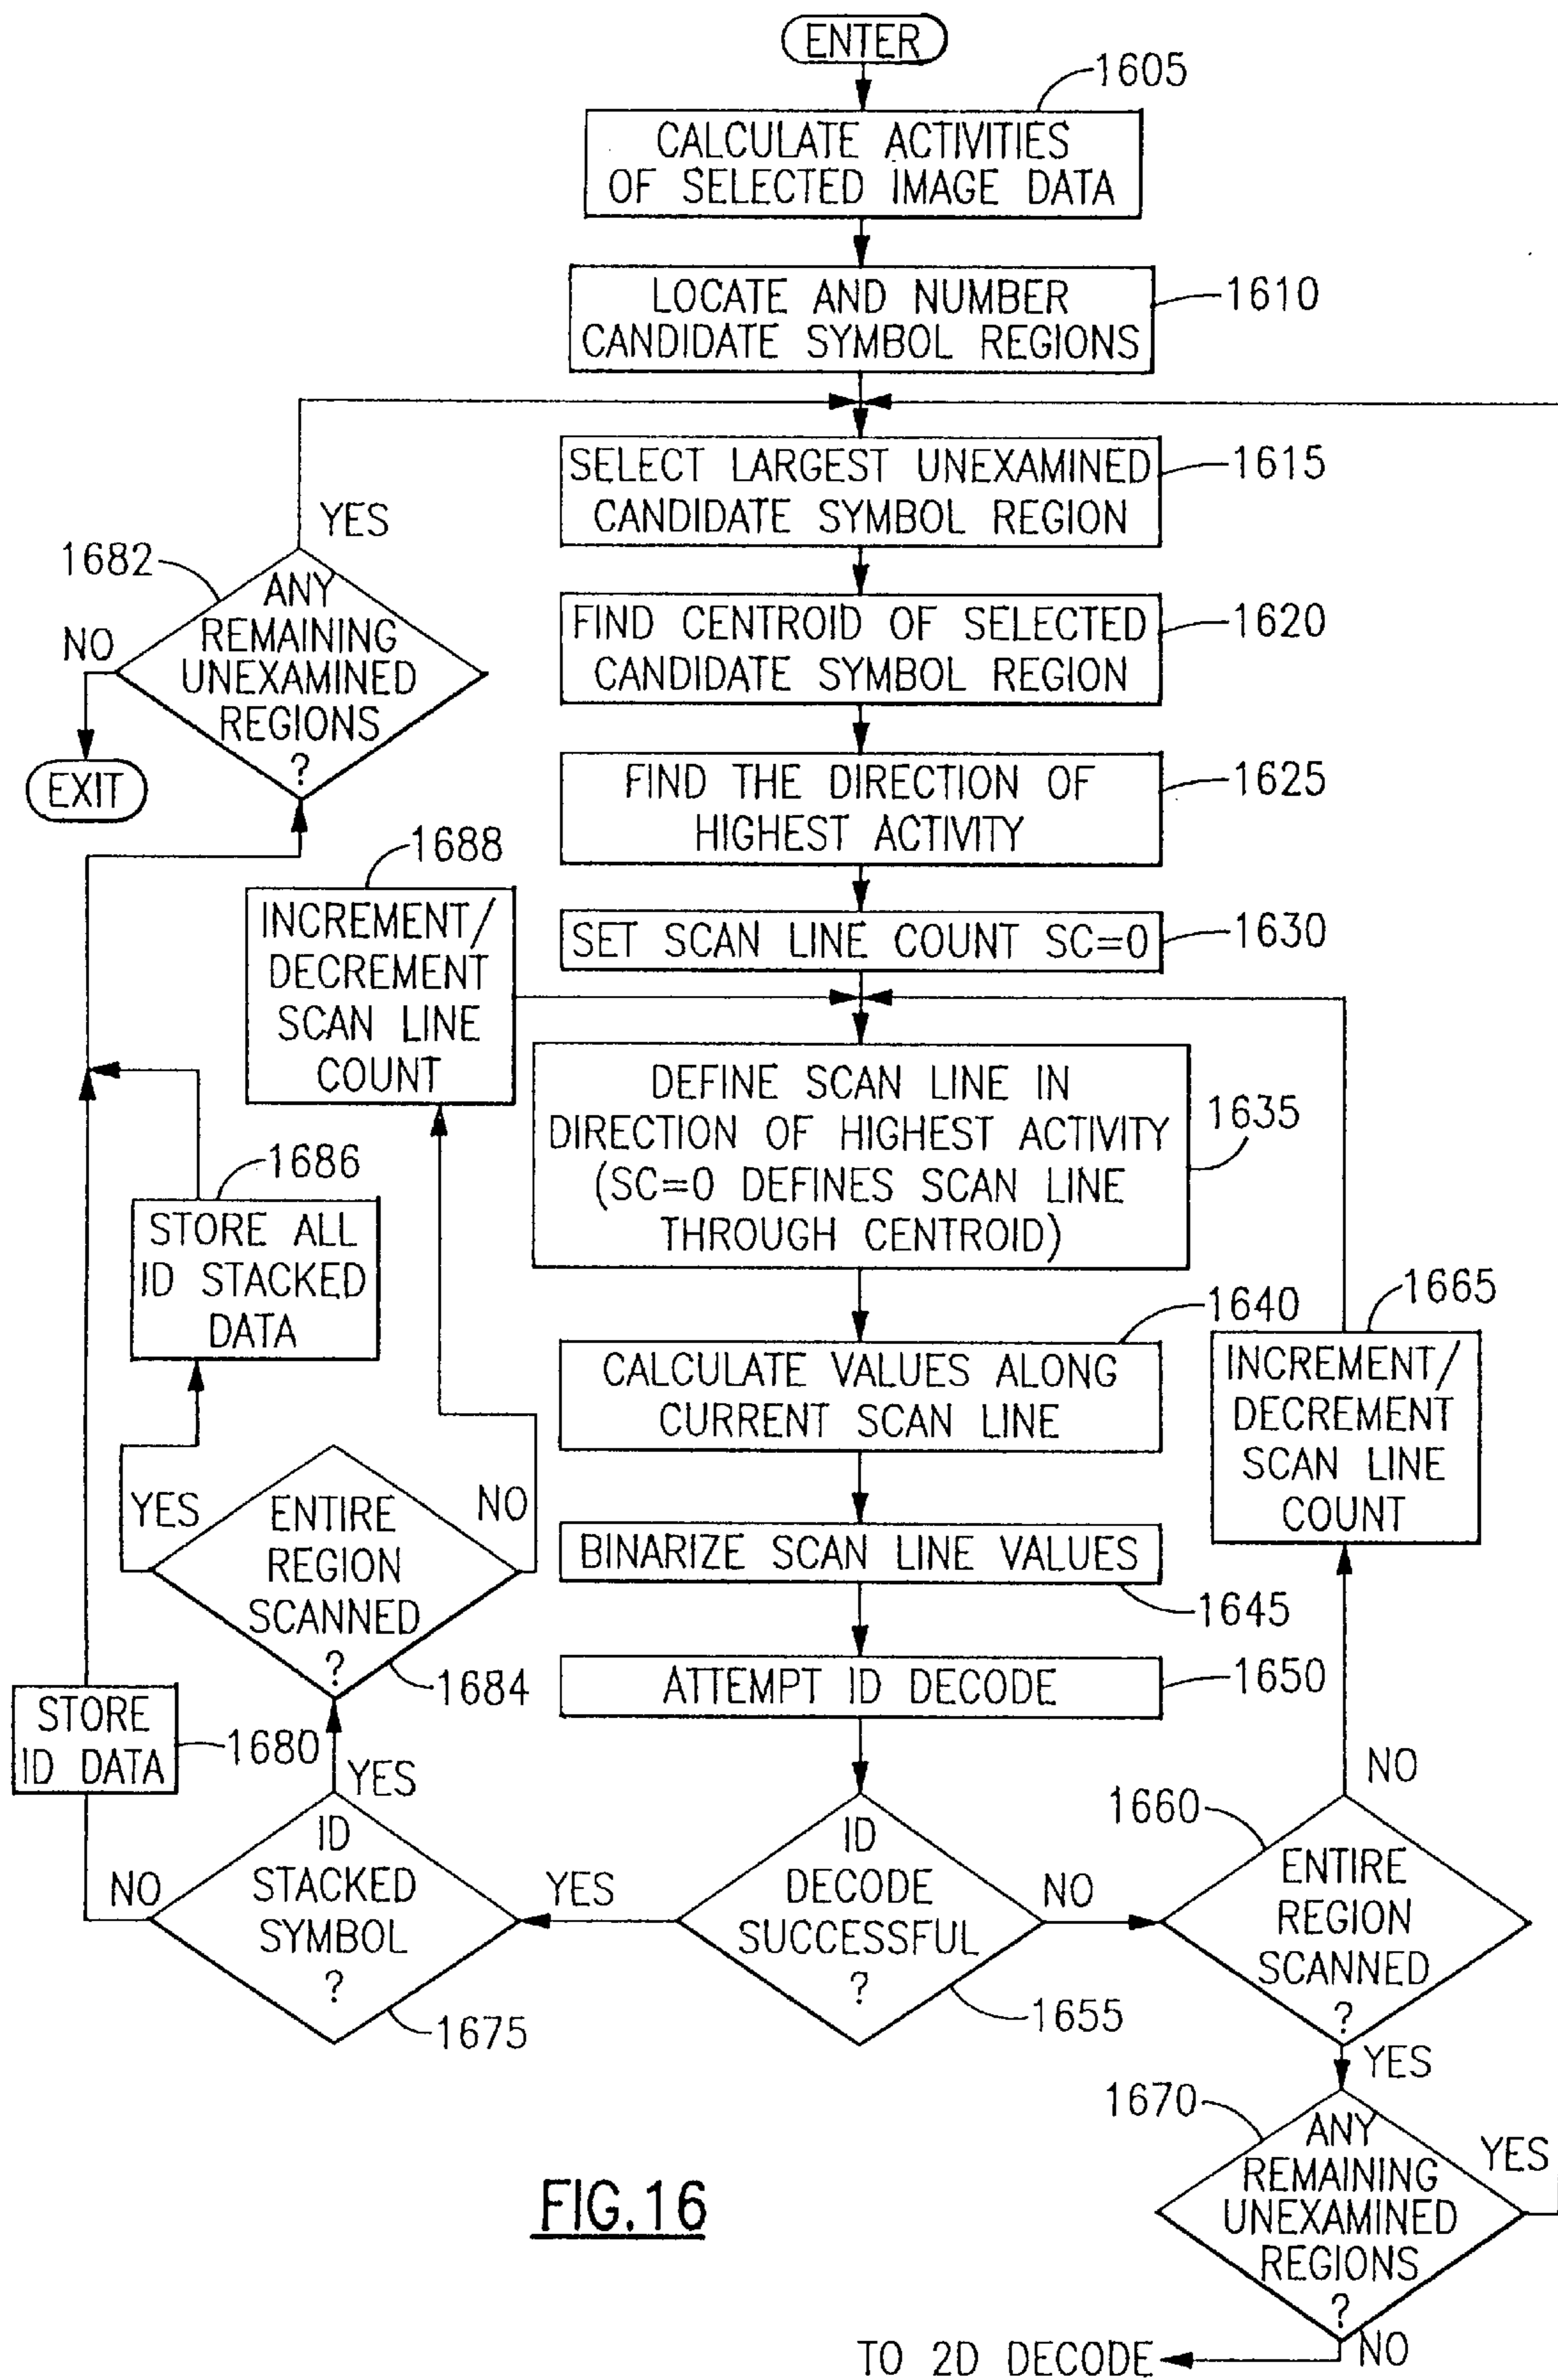 ENTER
1605
CALCULATE ACTIVITIES
OF SELECTED IMAGE DATA
LOCATE AND NUMBER
CANDIDATE SYMBOL REGIONS
1610
SELECT LARGEST UNEXAMINED
CANDIDATE SYMBOL REGION
1615
YES
1682
ANY
REMAINING
UNEXAMINED
REGIONS
?
NO
EXIT
FIND CENTROID OF SELECTED
CANDIDATE SYMBOL REGION
1620
FIND THE DIRECTION OF
HIGHEST ACTIVITY
1625
1688
INCREMENT/
DECREMENT
SCAN LINE
COUNT
SET SCAN LINE COUNT SC=0
1630
DEFINE SCAN LINE IN
DIRECTION OF HIGHEST ACTIVITY
(SC=0 DEFINES SCAN LINE
THROUGH CENTROID)
1635
1686
STORE ALL
ID STACKED
DATA
1640
CALCULATE VALUES ALONG
CURRENT SCAN LINE
1665
INCREMENT/
DECREMENT
SCAN LINE
COUNT
YES
ENTIRE
REGION
SCANNED
?
NO
1684
BINARIZE SCAN LINE VALUES
1645
ATTEMPT ID DECODE
1650
STORE
ID DATA
1680
YES
NO
ID
STACKED
SYMBOL
?
1675
YES
ID
DECODE
SUCCESSFUL
?
1655
NO
1660
NO
ENTIRE
REGION
SCANNED
?
YES
1670
ANY
REMAINING
UNEXAMINED
REGIONS
?
YES
NO
TO 2D DECODE
FIG.16